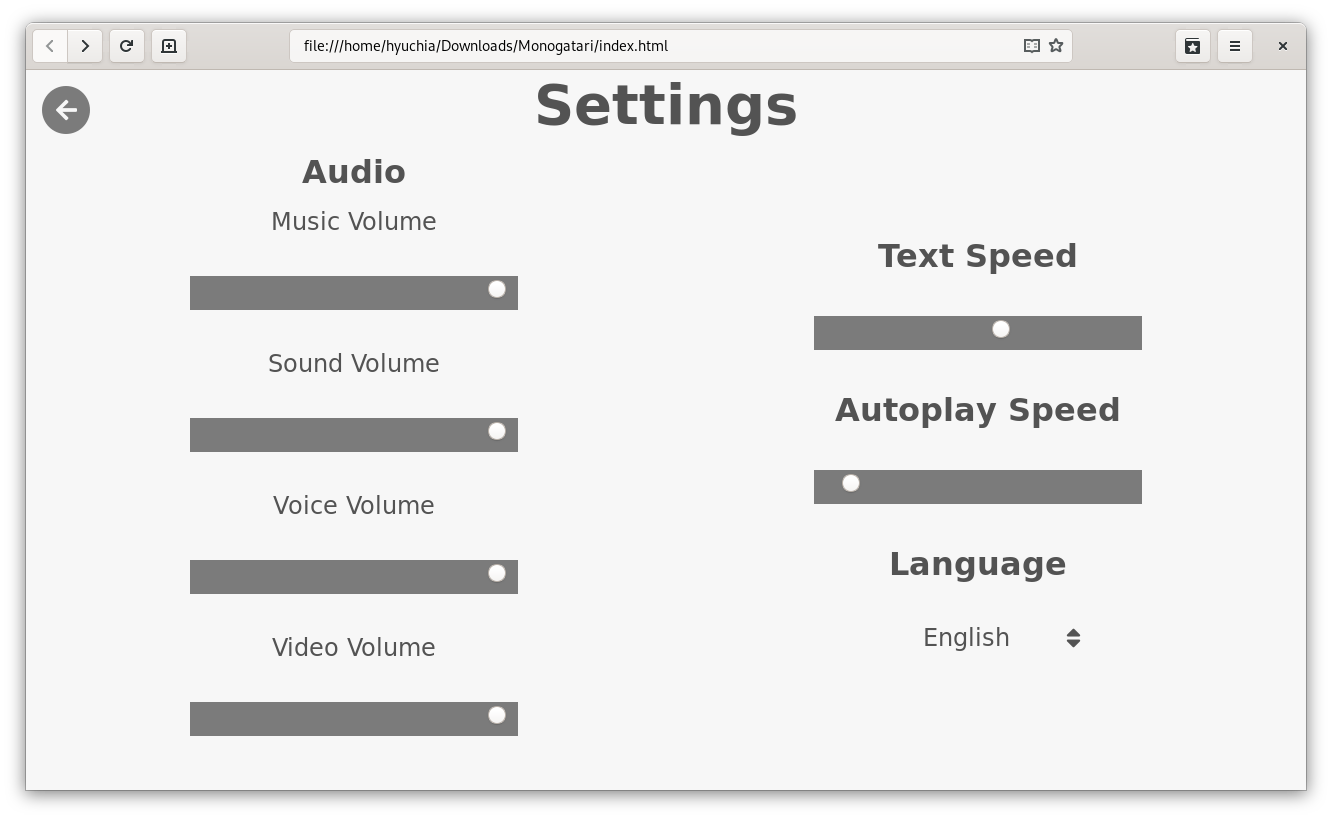 file:///home/hyuchia/Downloads/Monogatari/index.html
Settings
Audio
Music Volume
Sound Volume
Voice Volume
Video Volume
Text Speed
Autoplay Speed
Language
English